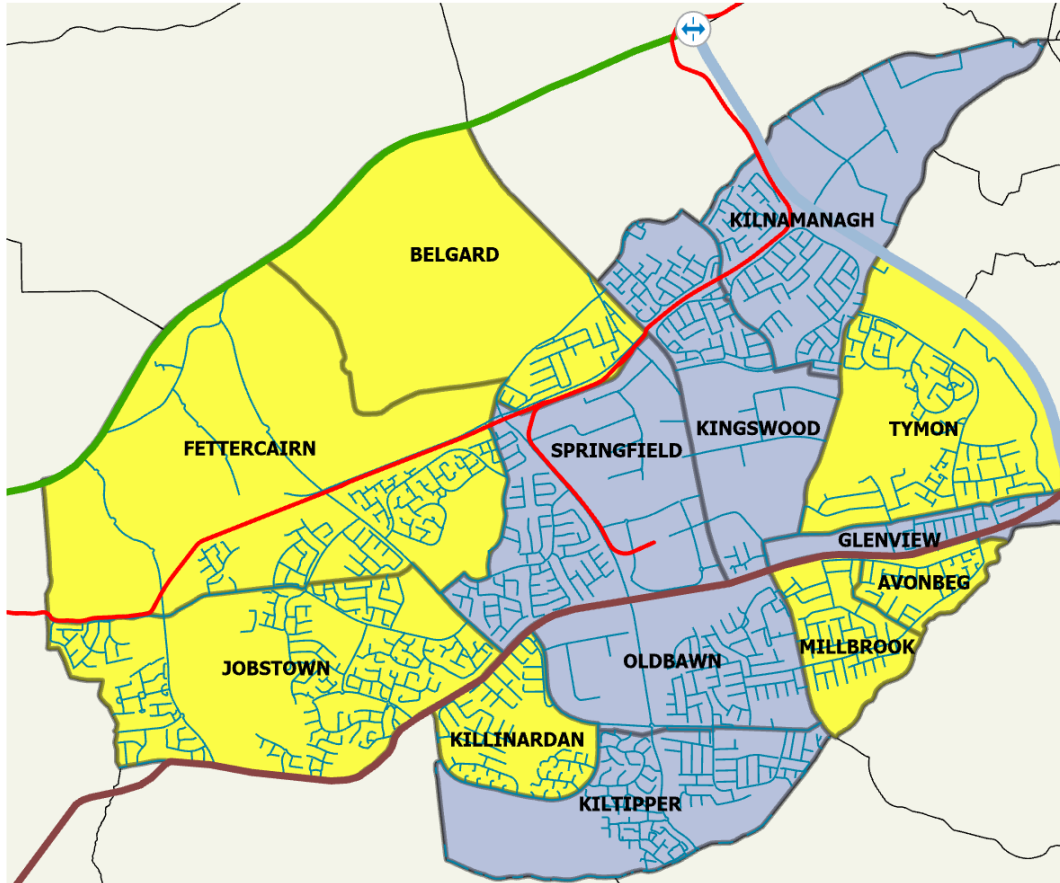 KILNAMANAGH
BELGARD
FETTERCAIRN
SPRINGFIELD
KINGSWOOD
TYMON
GLENVIEW
AVONBEG
MILLBROOK
OLDBAWN
JOBSTOWN
KILLINARDAN
KILTIPPER